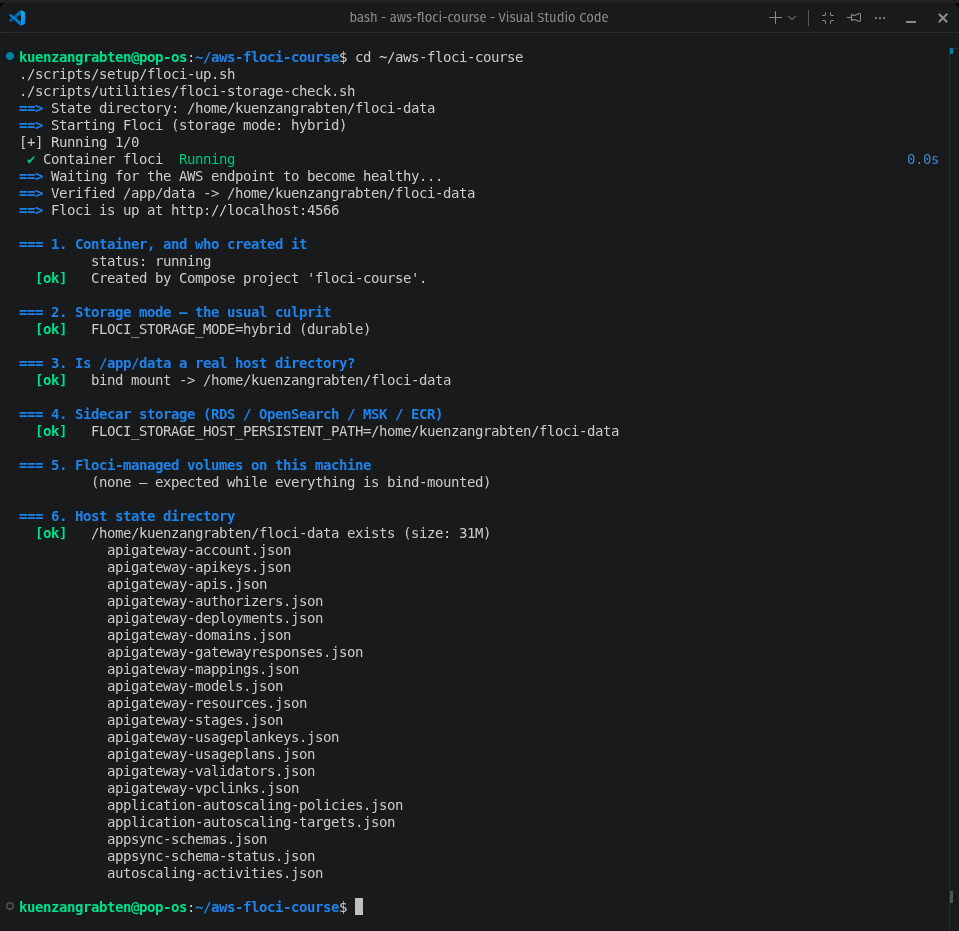 bash - aws-floci-course - Visual Studio Code
kuenzangrabten@pop-os:~/aws-floci-course$ cd ~/aws-floci-course
./scripts/setup/floci-up.sh
./scripts/utilities/floci-storage-check.sh
==> State directory: /home/kuenzangrabten/floci-data
==> Starting Floci (storage mode: hybrid)
[+] Running 1/0
✔ Container floci  Running 0.0s
==> Waiting for the AWS endpoint to become healthy...
==> Verified /app/data -> /home/kuenzangrabten/floci-data
==> Floci is up at http://localhost:4566
=== 1. Container, and who created it
status: running
[ok] Created by Compose project 'floci-course'.
=== 2. Storage mode — the usual culprit
[ok] FLOCI_STORAGE_MODE=hybrid (durable)
=== 3. Is /app/data a real host directory?
[ok] bind mount -> /home/kuenzangrabten/floci-data
=== 4. Sidecar storage (RDS / OpenSearch / MSK / ECR)
[ok] FLOCI_STORAGE_HOST_PERSISTENT_PATH=/home/kuenzangrabten/floci-data
=== 5. Floci-managed volumes on this machine
(none — expected while everything is bind-mounted)
=== 6. Host state directory
[ok] /home/kuenzangrabten/floci-data exists (size: 31M)
apigateway-account.json
apigateway-apikeys.json
apigateway-apis.json
apigateway-authorizers.json
apigateway-deployments.json
apigateway-domains.json
apigateway-gatewayresponses.json
apigateway-mappings.json
apigateway-models.json
apigateway-resources.json
apigateway-stages.json
apigateway-usageplankeys.json
apigateway-usageplans.json
apigateway-validators.json
apigateway-vpclinks.json
application-autoscaling-policies.json
application-autoscaling-targets.json
appsync-schemas.json
appsync-schema-status.json
autoscaling-activities.json
kuenzangrabten@pop-os:~/aws-floci-course$